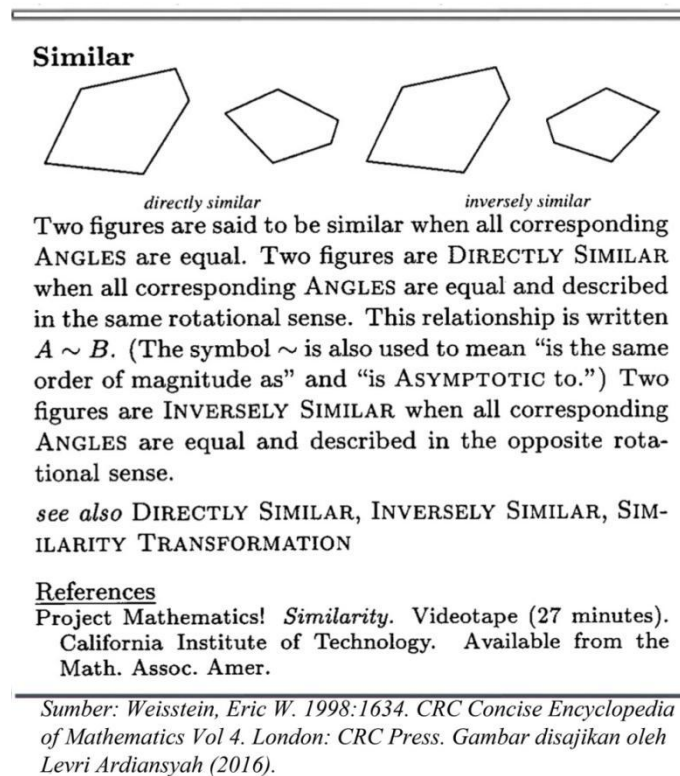 Similar
directly similar
inversely similar
Two figures are said to be similar when all corresponding
ANGLES are equal. Two figures are DIRECTLY SIMILAR
when all corresponding ANGLES are equal and described
in the same rotational sense. This relationship is written
A ∼ B. (The symbol ∼ is also used to mean “is the same
order of magnitude as” and “is ASYMPTOTIC to.”) Two
figures are INVERSELY SIMILAR when all corresponding
ANGLES are equal and described in the opposite rota-
tional sense.
see also DIRECTLY SIMILAR, INVERSELY SIMILAR, SIM-
ILARITY TRANSFORMATION
References
Project Mathematics! Similarity. Videotape (27 minutes).
California Institute of Technology. Available from the
Math. Assoc. Amer.
Sumber: Weisstein, Eric W. 1998:1634. CRC Concise Encyclopedia
of Mathematics Vol 4. London: CRC Press. Gambar disajikan oleh
Levri Ardiansyah (2016).